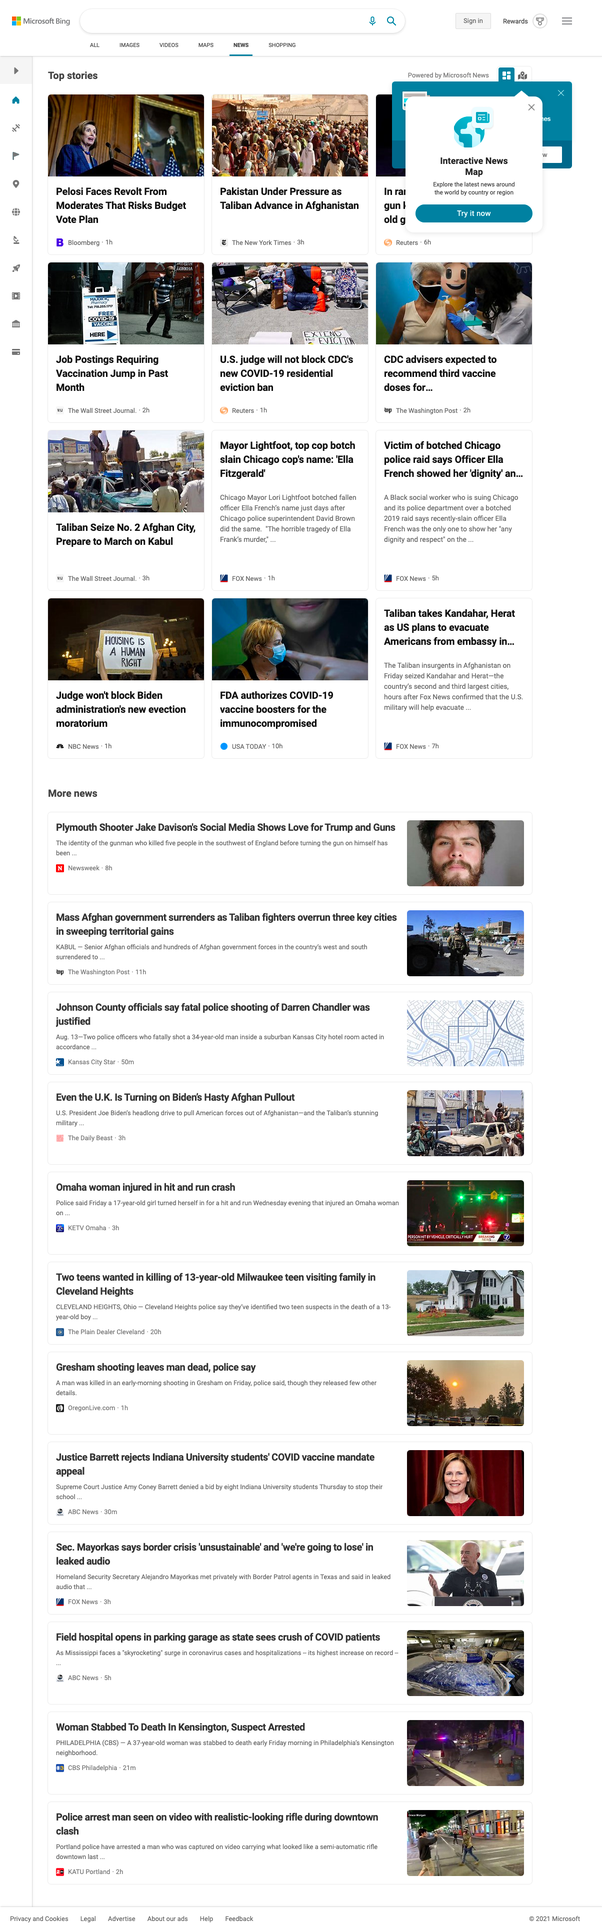 Microsoft Bing
Sign in
Rewards
ALL
IMAGES
VIDEOS
MAPS
NEWS
SHOPPING
Top stories
Powered by Microsoft News
Interactive News
Map
Explore the latest news around
the world by country or region
Try it now
Pelosi Faces Revolt From
Moderates That Risks Budget
Vote Plan
Bloomberg · 1h
Pakistan Under Pressure as
Taliban Advance in Afghanistan
The New York Times · 3h
In rar
gun
old g
Reuters · 6h
FREE
COVID-19
VACCINE
HERE
Job Postings Requiring
Vaccination Jump in Past
Month
The Wall Street Journal. · 2h
EXTEND
EVICTION
U.S. judge will not block CDC's
new COVID-19 residential
eviction ban
Reuters · 1h
CDC advisers expected to
recommend third vaccine
doses for...
The Washington Post · 2h
Taliban Seize No. 2 Afghan City,
Prepare to March on Kabul
The Wall Street Journal. · 3h
Mayor Lightfoot, top cop botch
slain Chicago cop's name: 'Ella
Fitzgerald'
Chicago Mayor Lori Lightfoot botched fallen
officer Ella French's name just days after
Chicago police superintendent David Brown
did the same. "The horrible tragedy of Ella
Frank's murder," ...
FOX News · 1h
Victim of botched Chicago
police raid says Officer Ella
French showed her 'dignity' an...
A Black social worker who is suing Chicago
and its police department over a botched
2019 raid says recently-slain officer Ella
French was the only one to show her "any
dignity and respect" on the ...
FOX News · 5h
HOUSING IS
A HUMAN
RIGHT
Judge won't block Biden
administration's new evection
moratorium
NBC News · 1h
FDA authorizes COVID-19
vaccine boosters for the
immunocompromised
USA TODAY · 10h
Taliban takes Kandahar, Herat
as US plans to evacuate
Americans from embassy in...
The Taliban insurgents in Afghanistan on
Friday seized Kandahar and Herat—the
country's second and third largest cities,
hours after Fox News confirmed that the U.S.
military will help evacuate ...
FOX News · 7h
More news
Plymouth Shooter Jake Davison's Social Media Shows Love for Trump and Guns
The identity of the gunman who killed five people in the southwest of England before turning the gun on himself has
been ...
Newsweek · 8h
Mass Afghan government surrenders as Taliban fighters overrun three key cities
in sweeping territorial gains
KABUL — Senior Afghan officials and hundreds of Afghan government forces in the country's west and south
surrendered to ...
The Washington Post · 11h
Johnson County officials say fatal police shooting of Darren Chandler was
justified
Aug. 13—Two police officers who fatally shot a 34-year-old man inside a suburban Kansas City hotel room acted in
accordance ...
Kansas City Star · 50m
Even the U.K. Is Turning on Biden's Hasty Afghan Pullout
U.S. President Joe Biden's headlong drive to pull American forces out of Afghanistan—and the Taliban's stunning
military ...
The Daily Beast · 3h
Omaha woman injured in hit and run crash
Police said Friday a 17-year-old girl turned herself in for a hit and run Wednesday evening that injured an Omaha woman
on ...
KETV Omaha · 3h
PERSON HIT BY VEHICLE, CRITICALLY HURT
Two teens wanted in killing of 13-year-old Milwaukee teen visiting family in
Cleveland Heights
CLEVELAND HEIGHTS, Ohio — Cleveland Heights police say they've identified two teen suspects in the death of a 13-
year-old boy ...
The Plain Dealer Cleveland · 20h
Gresham shooting leaves man dead, police say
A man was killed in an early-morning shooting in Gresham on Friday, police said, though they released few other
details.
OregonLive.com · 1h
Justice Barrett rejects Indiana University students' COVID vaccine mandate
appeal
Supreme Court Justice Amy Coney Barrett denied a bid by eight Indiana University students Thursday to stop their
school ...
ABC News · 30m
Sec. Mayorkas says border crisis 'unsustainable' and 'we're going to lose' in
leaked audio
Homeland Security Secretary Alejandro Mayorkas met privately with Border Patrol agents in Texas and said in leaked
audio that ...
FOX News · 3h
Field hospital opens in parking garage as state sees crush of COVID patients
As Mississippi faces a "skyrocketing" surge in coronavirus cases and hospitalizations – its highest increase on record –
...
ABC News · 5h
Woman Stabbed To Death In Kensington, Suspect Arrested
PHILADELPHIA (CBS) — A 37-year-old woman was stabbed to death early Friday morning in Philadelphia's Kensington
neighborhood.
CBS Philadelphia · 21m
Police arrest man seen on video with realistic-looking rifle during downtown
clash
Portland police have arrested a man who was captured on video carrying what looked like a semi-automatic rifle
downtown last ...
KATU Portland · 2h
Privacy and Cookies
Legal
Advertise
About our ads
Help
Feedback
© 2021 Microsoft